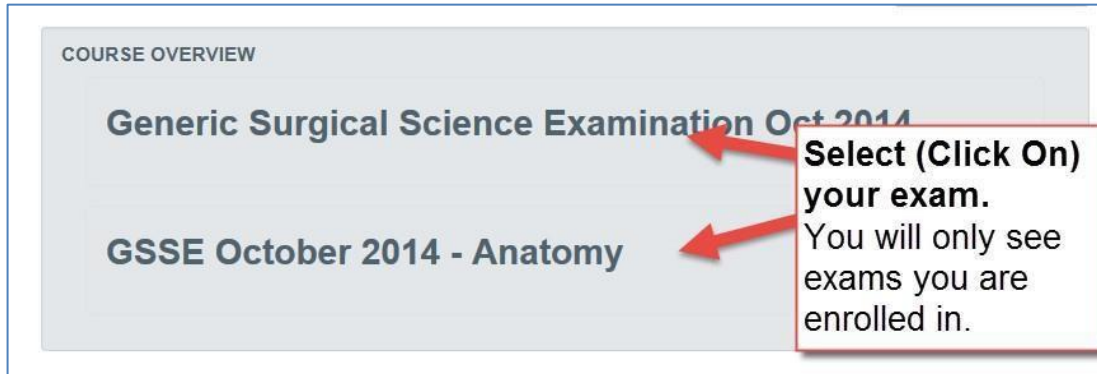 COURSE OVERVIEW
Generic Surgical Science Examination Oct 2014
Select (Click On)
your exam.
You will only see
exams you are
enrolled in.
GSSE October 2014 - Anatomy